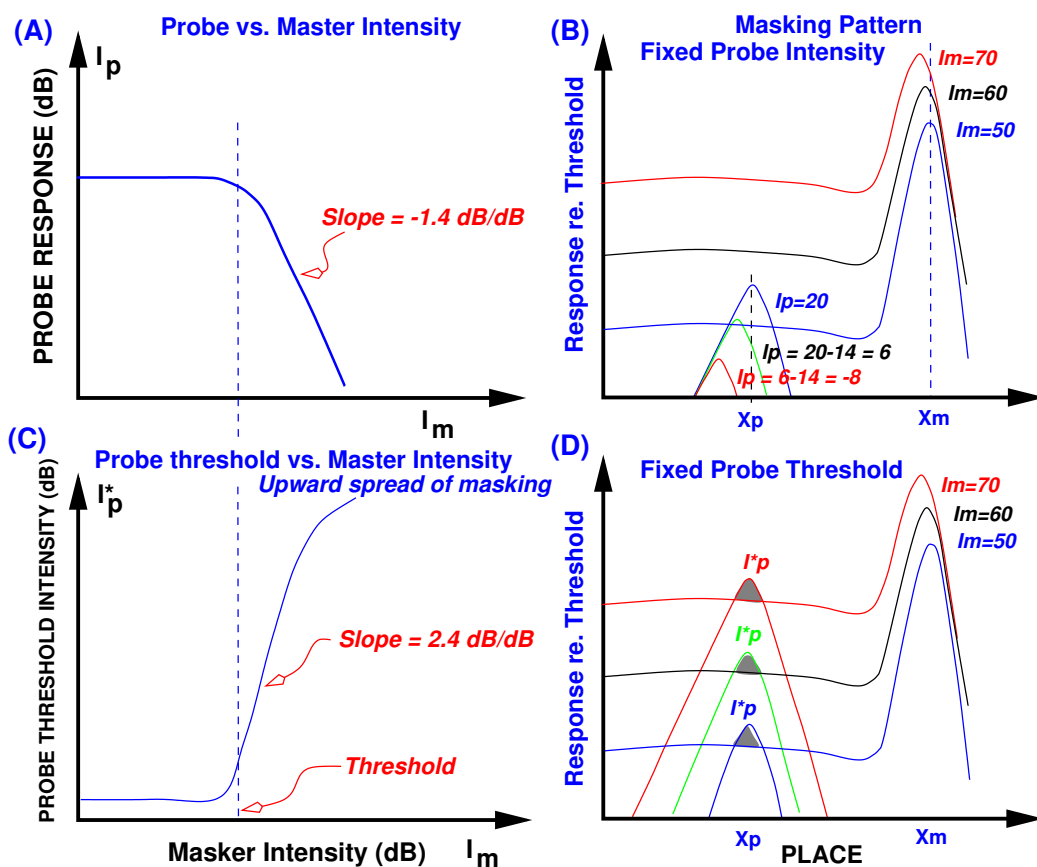 (A)
Probe vs. Master Intensity
I_p
PROBE RESPONSE (dB)
Slope = -1.4 dB/dB
I_m
(B)
Masking Pattern
Fixed Probe Intensity
Response re. Threshold
Im=70
Im=60
Im=50
Ip=20
Ip = 20-14 = 6
Ip = 6-14 = -8
Xp
Xm
(C)
Probe threshold vs. Master Intensity
Upward spread of masking
I*p
PROBE THRESHOLD INTENSITY (dB)
Slope = 2.4 dB/dB
Threshold
Masker Intensity (dB)
I_m
(D)
Fixed Probe Threshold
Response re. Threshold
Im=70
Im=60
Im=50
I*p
I*p
I*p
Xp
Xm
PLACE